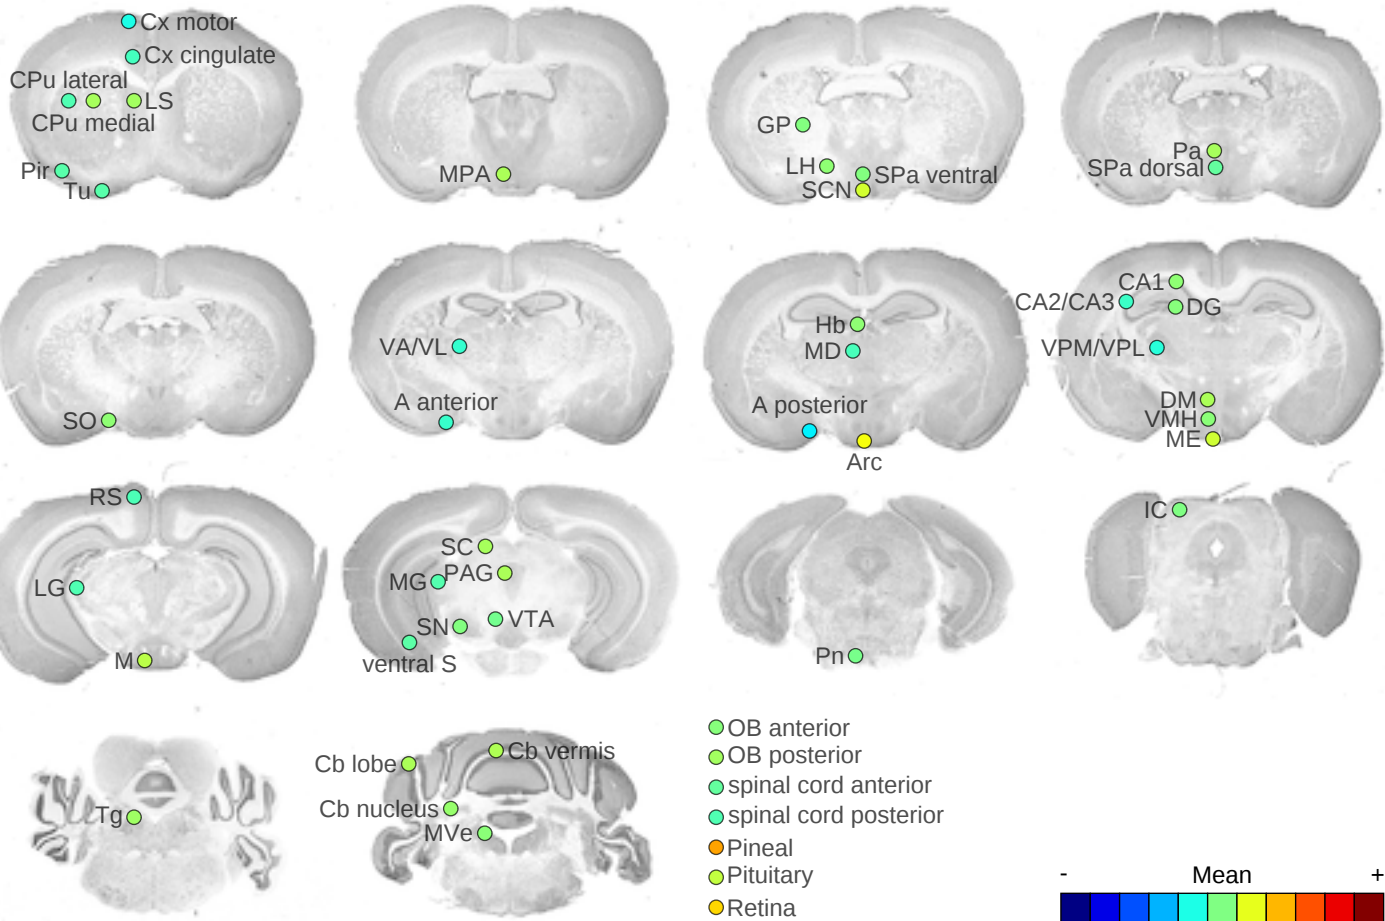 Cx motor
Cx cingulate
CPu lateral
LS
CPu medial
Pir
Tu
MPA
GP
LH
SPa ventral
SCN
Pa
SPa dorsal
SO
VA/VL
A anterior
Hb
MD
A posterior
Arc
CA1
CA2/CA3
DG
VPM/VPL
DM
VMH
ME
RS
LG
M
SC
PAG
MG
VTA
SN
ventral S
Pn
IC
Tg
Cb vermis
Cb lobe
Cb nucleus
MVe
OB anterior
OB posterior
spinal cord anterior
spinal cord posterior
Pineal
Pituitary
Retina
- Mean +